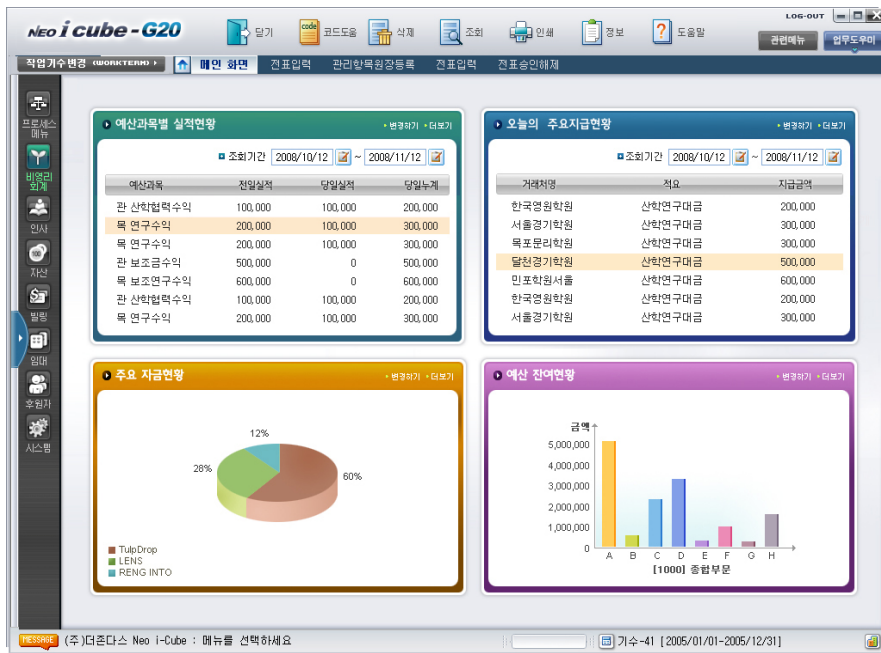 NEO i cube - G20
닫기 code 코드도움 삭제 조회 인쇄 정보 도움말
LOG-OUT
관련메뉴 업무도우미
작업기수변경 (WORKTERM) 메인 화면 전표입력 관리항목원장등록 전표입력 전표승인해제
프로세스
메뉴
비영리
회계
인사
100
자산
빌링
임대
후원자
시스템
예산과목별 실적현황 • 변경하기 • 더보기
조회기간 2008/10/12 ~ 2008/11/12
예산과목 전일실적 당일실적 당일누계
관 산학협력수익 100,000 100,000 200,000
목 연구수익 200,000 100,000 300,000
목 연구수익 200,000 100,000 300,000
관 보조금수익 500,000 0 500,000
목 보조연구수익 600,000 0 600,000
관 산학협력수익 100,000 100,000 200,000
목 연구수익 200,000 100,000 300,000
오늘의 주요지급현황 • 변경하기 • 더보기
조회기간 2008/10/12 ~ 2008/11/12
거래처명 적요 지급금액
한국영원학원 산학연구대금 200,000
서울경기학원 산학연구대금 300,000
목포문리학원 산학연구대금 300,000
달천경기학원 산학연구대금 500,000
민포학원서울 산학연구대금 600,000
한국영원학원 산학연구대금 200,000
서울경기학원 산학연구대금 300,000
주요 자금현황 • 변경하기 • 더보기
12%
28%
60%
TulpDrop
LENS
RENG INTO
예산 잔여현황 • 변경하기 • 더보기
금액
5,000,000
4,000,000
3,000,000
2,000,000
1,000,000
0
A B C D E F G H
[1000] 종합부문
MESSAGE (주)더존다스 Neo i-Cube : 메뉴를 선택하세요 기수-41 [2005/01/01-2005/12/31]